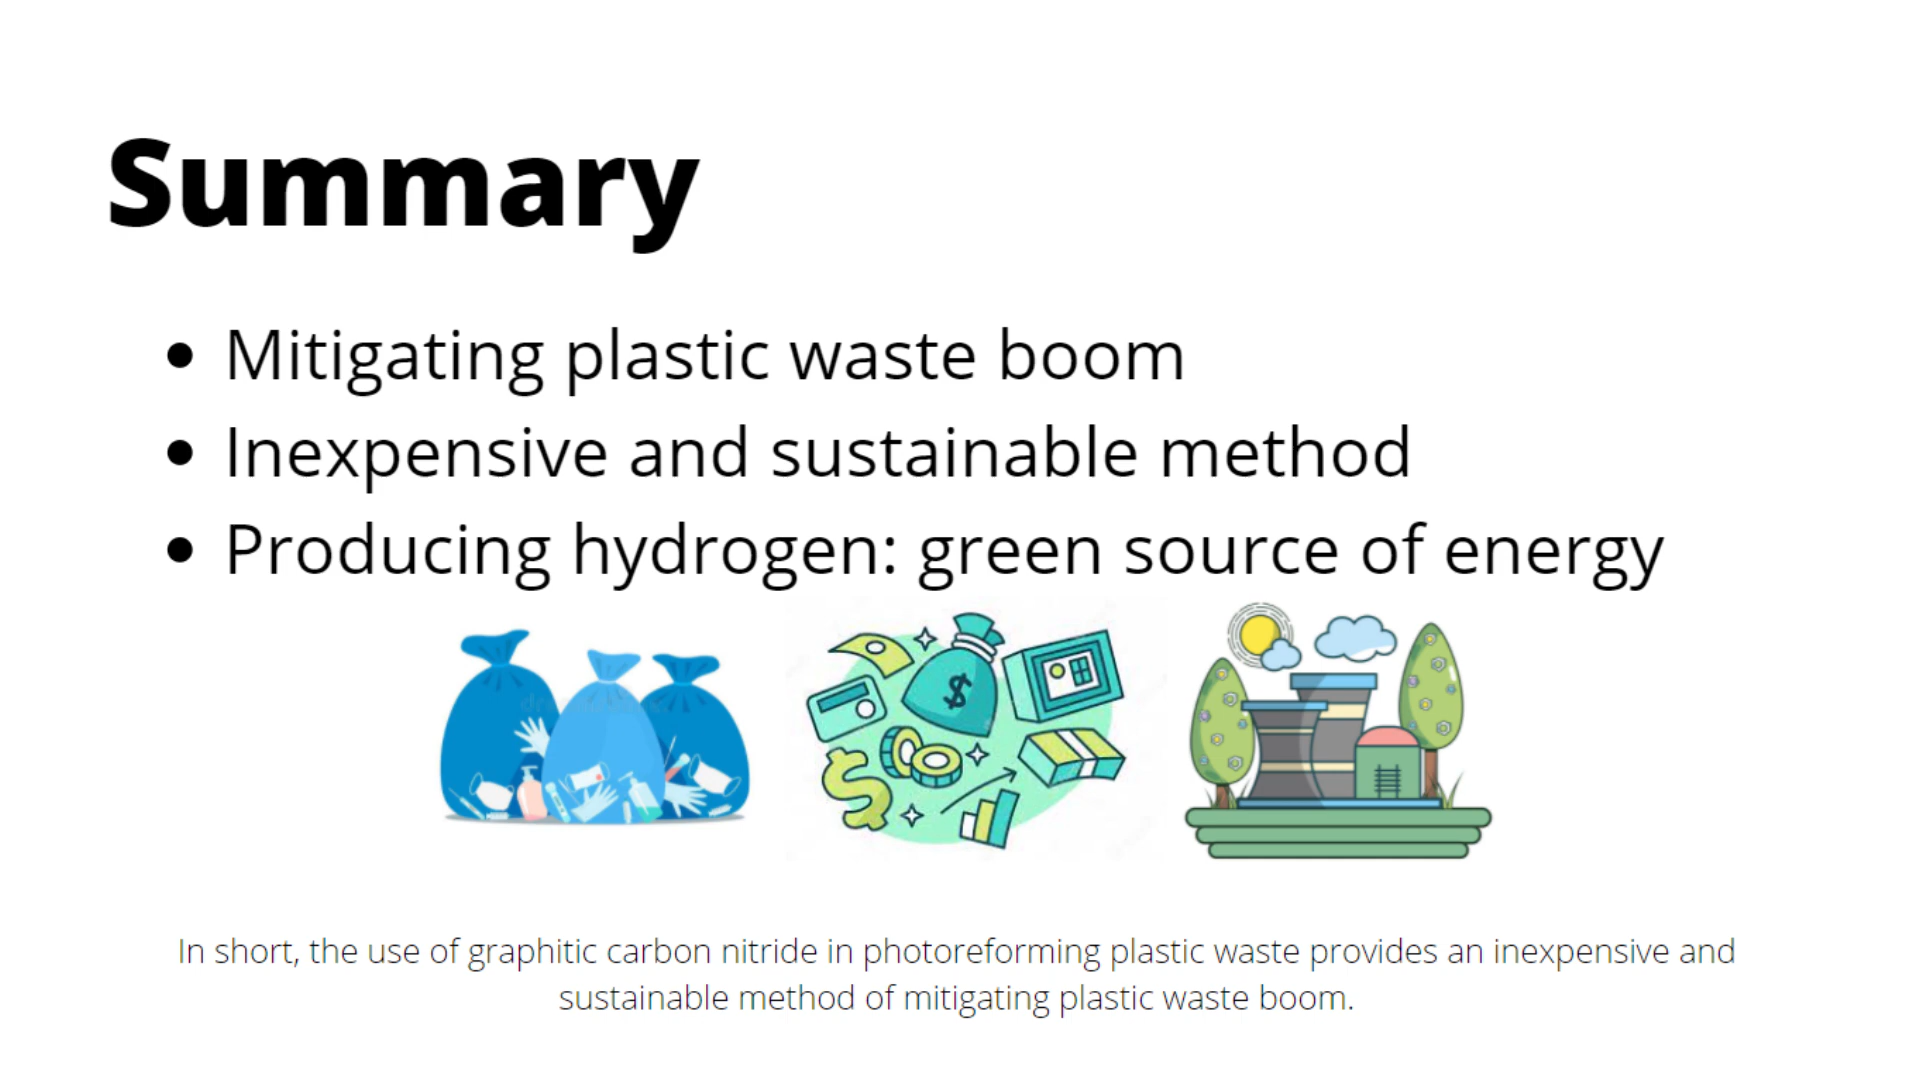 Summary
• Mitigating plastic waste boom
• Inexpensive and sustainable method
• Producing hydrogen: green source of energy
$
In short, the use of graphitic carbon nitride in photoreforming plastic waste provides an inexpensive and
sustainable method of mitigating plastic waste boom.